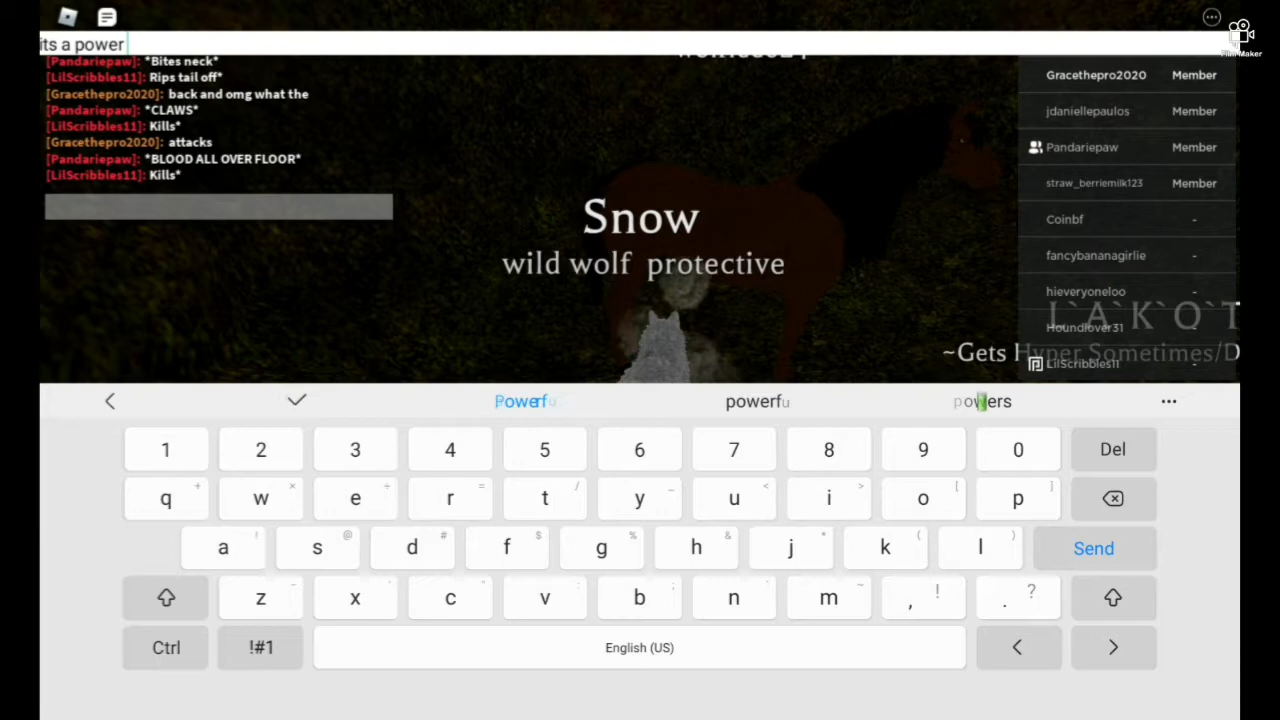 its a power
[Pandariepaw]: *Bites neck*
[LilScribbles11]: Rips tail off*
[Gracethepro2020]: back and omg what the
[Pandariepaw]: *CLAWS*
[LilScribbles11]: Kills*
[Gracethepro2020]: attacks
[Pandariepaw]: *BLOOD ALL OVER FLOOR*
[LilScribbles11]: Kills*
Snow
wild wolf protective
Gracethepro2020 Member
jdaniellepaulos Member
Pandariepaw Member
straw_berriemilk123 Member
Coinbf -
fancybananagirlie -
hieveryoneloo -
Houndlover31 -
LilScribbles11 -
L`A`K`O`T
~Gets Hyper Sometimes/D
powerfu
powers
1 2 3 4 5 6 7 8 9 0 Del
q w e r t y u i o p
a s d f g h j k l Send
z x c v b n m , ! . ?
Ctrl !#1 English (US) < >